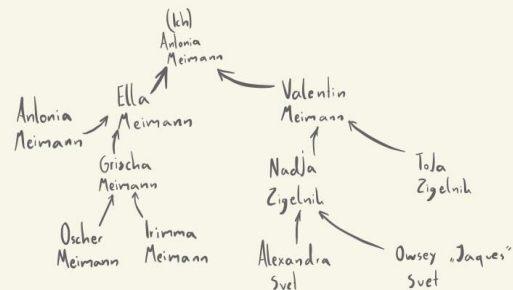 (Ich)
Antonia
Meimann
Ella
Meimann
Valentin
Meimann
Antonia
Meimann
Grischa
Meimann
Nadja
Zigelnik
Tola
Zigelnik
Oscher
Meimann
Irimma
Meimann
Alexandra
Svet
Owsey „Jaques“
Svet